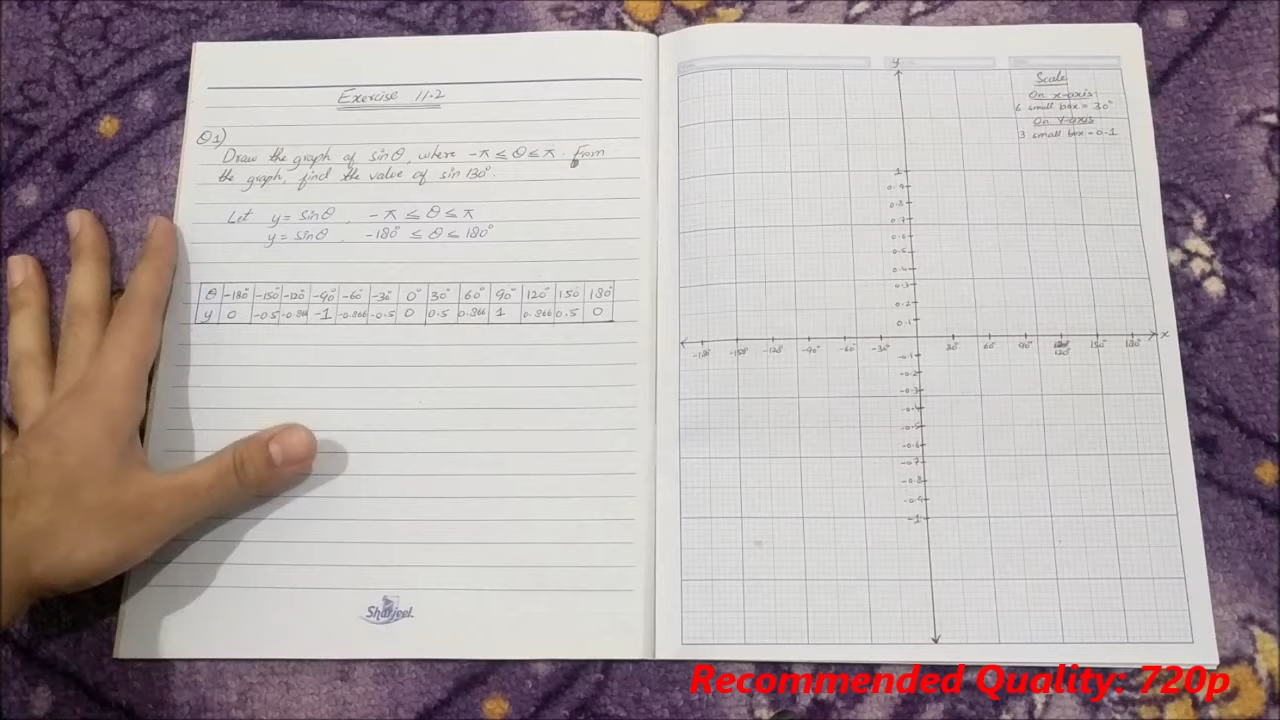 Exercise 11.2
Q1)
Draw the graph of sinθ, where -π ≤ θ ≤ π. From
the graph, find the value of sin 130°.
Let y = sinθ , -π ≤ θ ≤ π
y = sinθ , -180° ≤ θ ≤ 180°
θ -180° -150° -120° -90° -60° -30° 0° 30° 60° 90° 120° 150° 180°
y 0 -0.5 -0.866 -1 -0.866 -0.5 0 0.5 0.866 1 0.866 0.5 0
Sharjeel
y
Scale
On x-axis:
6 small box = 30°
On Y-axis
3 small box = 0.1
1
0.9
0.8
0.7
0.6
0.5
0.4
0.3
0.2
0.1
x
-180° -150° -120° -90° -60° -30° 30° 60° 90° 120° 150° 180°
-0.1
-0.2
-0.3
-0.4
-0.5
-0.6
-0.7
-0.8
-0.9
-1
Recommended Quality: 720p